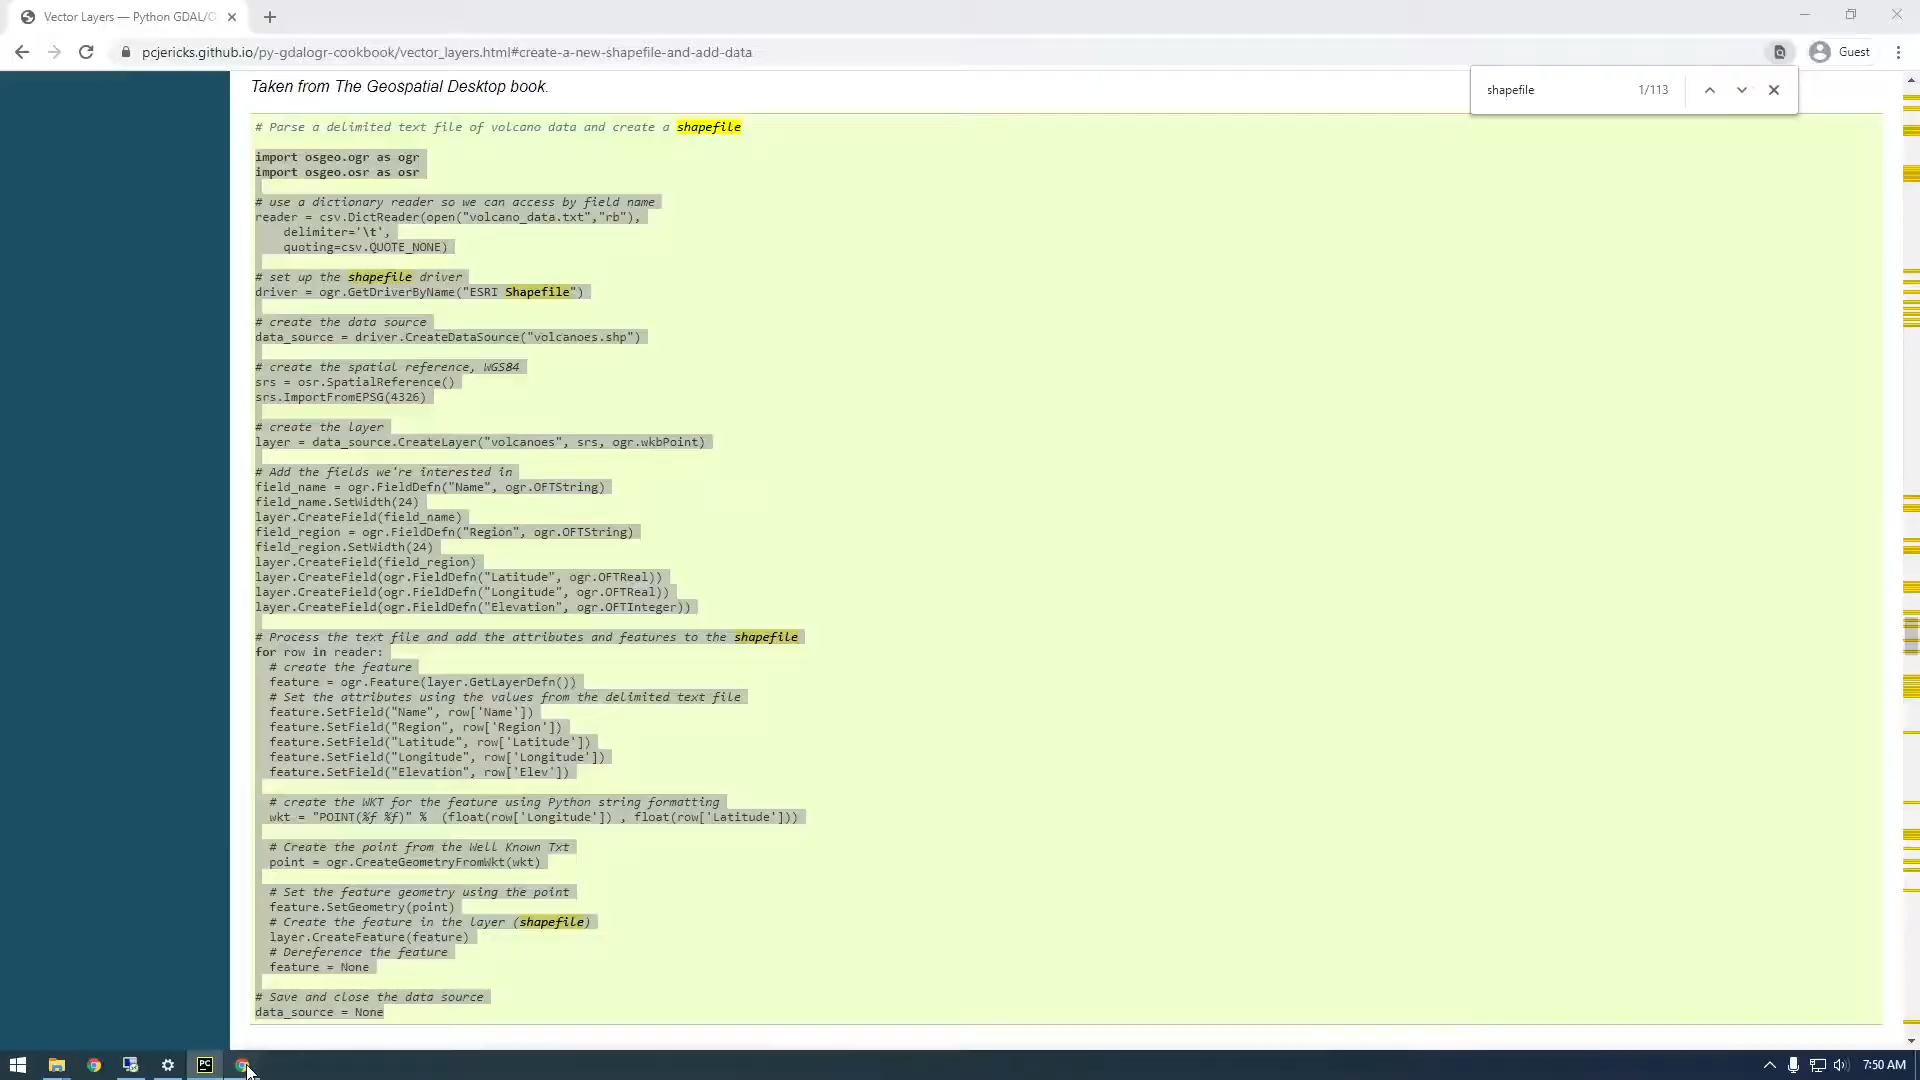 Vector Layers — Python GDAL/O
pcjericks.github.io/py-gdalogr-cookbook/vector_layers.html#create-a-new-shapefile-and-add-data
Guest
shapefile
1/113
Taken from The Geospatial Desktop book.
# Parse a delimited text file of volcano data and create a shapefile
import osgeo.ogr as ogr
import osgeo.osr as osr
# use a dictionary reader so we can access by field name
reader = csv.DictReader(open("volcano_data.txt","rb"),
delimiter='\t',
quoting=csv.QUOTE_NONE)
# set up the shapefile driver
driver = ogr.GetDriverByName("ESRI Shapefile")
# create the data source
data_source = driver.CreateDataSource("volcanoes.shp")
# create the spatial reference, WGS84
srs = osr.SpatialReference()
srs.ImportFromEPSG(4326)
# create the layer
layer = data_source.CreateLayer("volcanoes", srs, ogr.wkbPoint)
# Add the fields we're interested in
field_name = ogr.FieldDefn("Name", ogr.OFTString)
field_name.SetWidth(24)
layer.CreateField(field_name)
field_region = ogr.FieldDefn("Region", ogr.OFTString)
field_region.SetWidth(24)
layer.CreateField(field_region)
layer.CreateField(ogr.FieldDefn("Latitude", ogr.OFTReal))
layer.CreateField(ogr.FieldDefn("Longitude", ogr.OFTReal))
layer.CreateField(ogr.FieldDefn("Elevation", ogr.OFTInteger))
# Process the text file and add the attributes and features to the shapefile
for row in reader:
# create the feature
feature = ogr.Feature(layer.GetLayerDefn())
# Set the attributes using the values from the delimited text file
feature.SetField("Name", row['Name'])
feature.SetField("Region", row['Region'])
feature.SetField("Latitude", row['Latitude'])
feature.SetField("Longitude", row['Longitude'])
feature.SetField("Elevation", row['Elev'])
# create the WKT for the feature using Python string formatting
wkt = "POINT(%f %f)" %  (float(row['Longitude']) , float(row['Latitude']))
# Create the point from the Well Known Txt
point = ogr.CreateGeometryFromWkt(wkt)
# Set the feature geometry using the point
feature.SetGeometry(point)
# Create the feature in the layer (shapefile)
layer.CreateFeature(feature)
# Dereference the feature
feature = None
# Save and close the data source
data_source = None
PC
7:50 AM